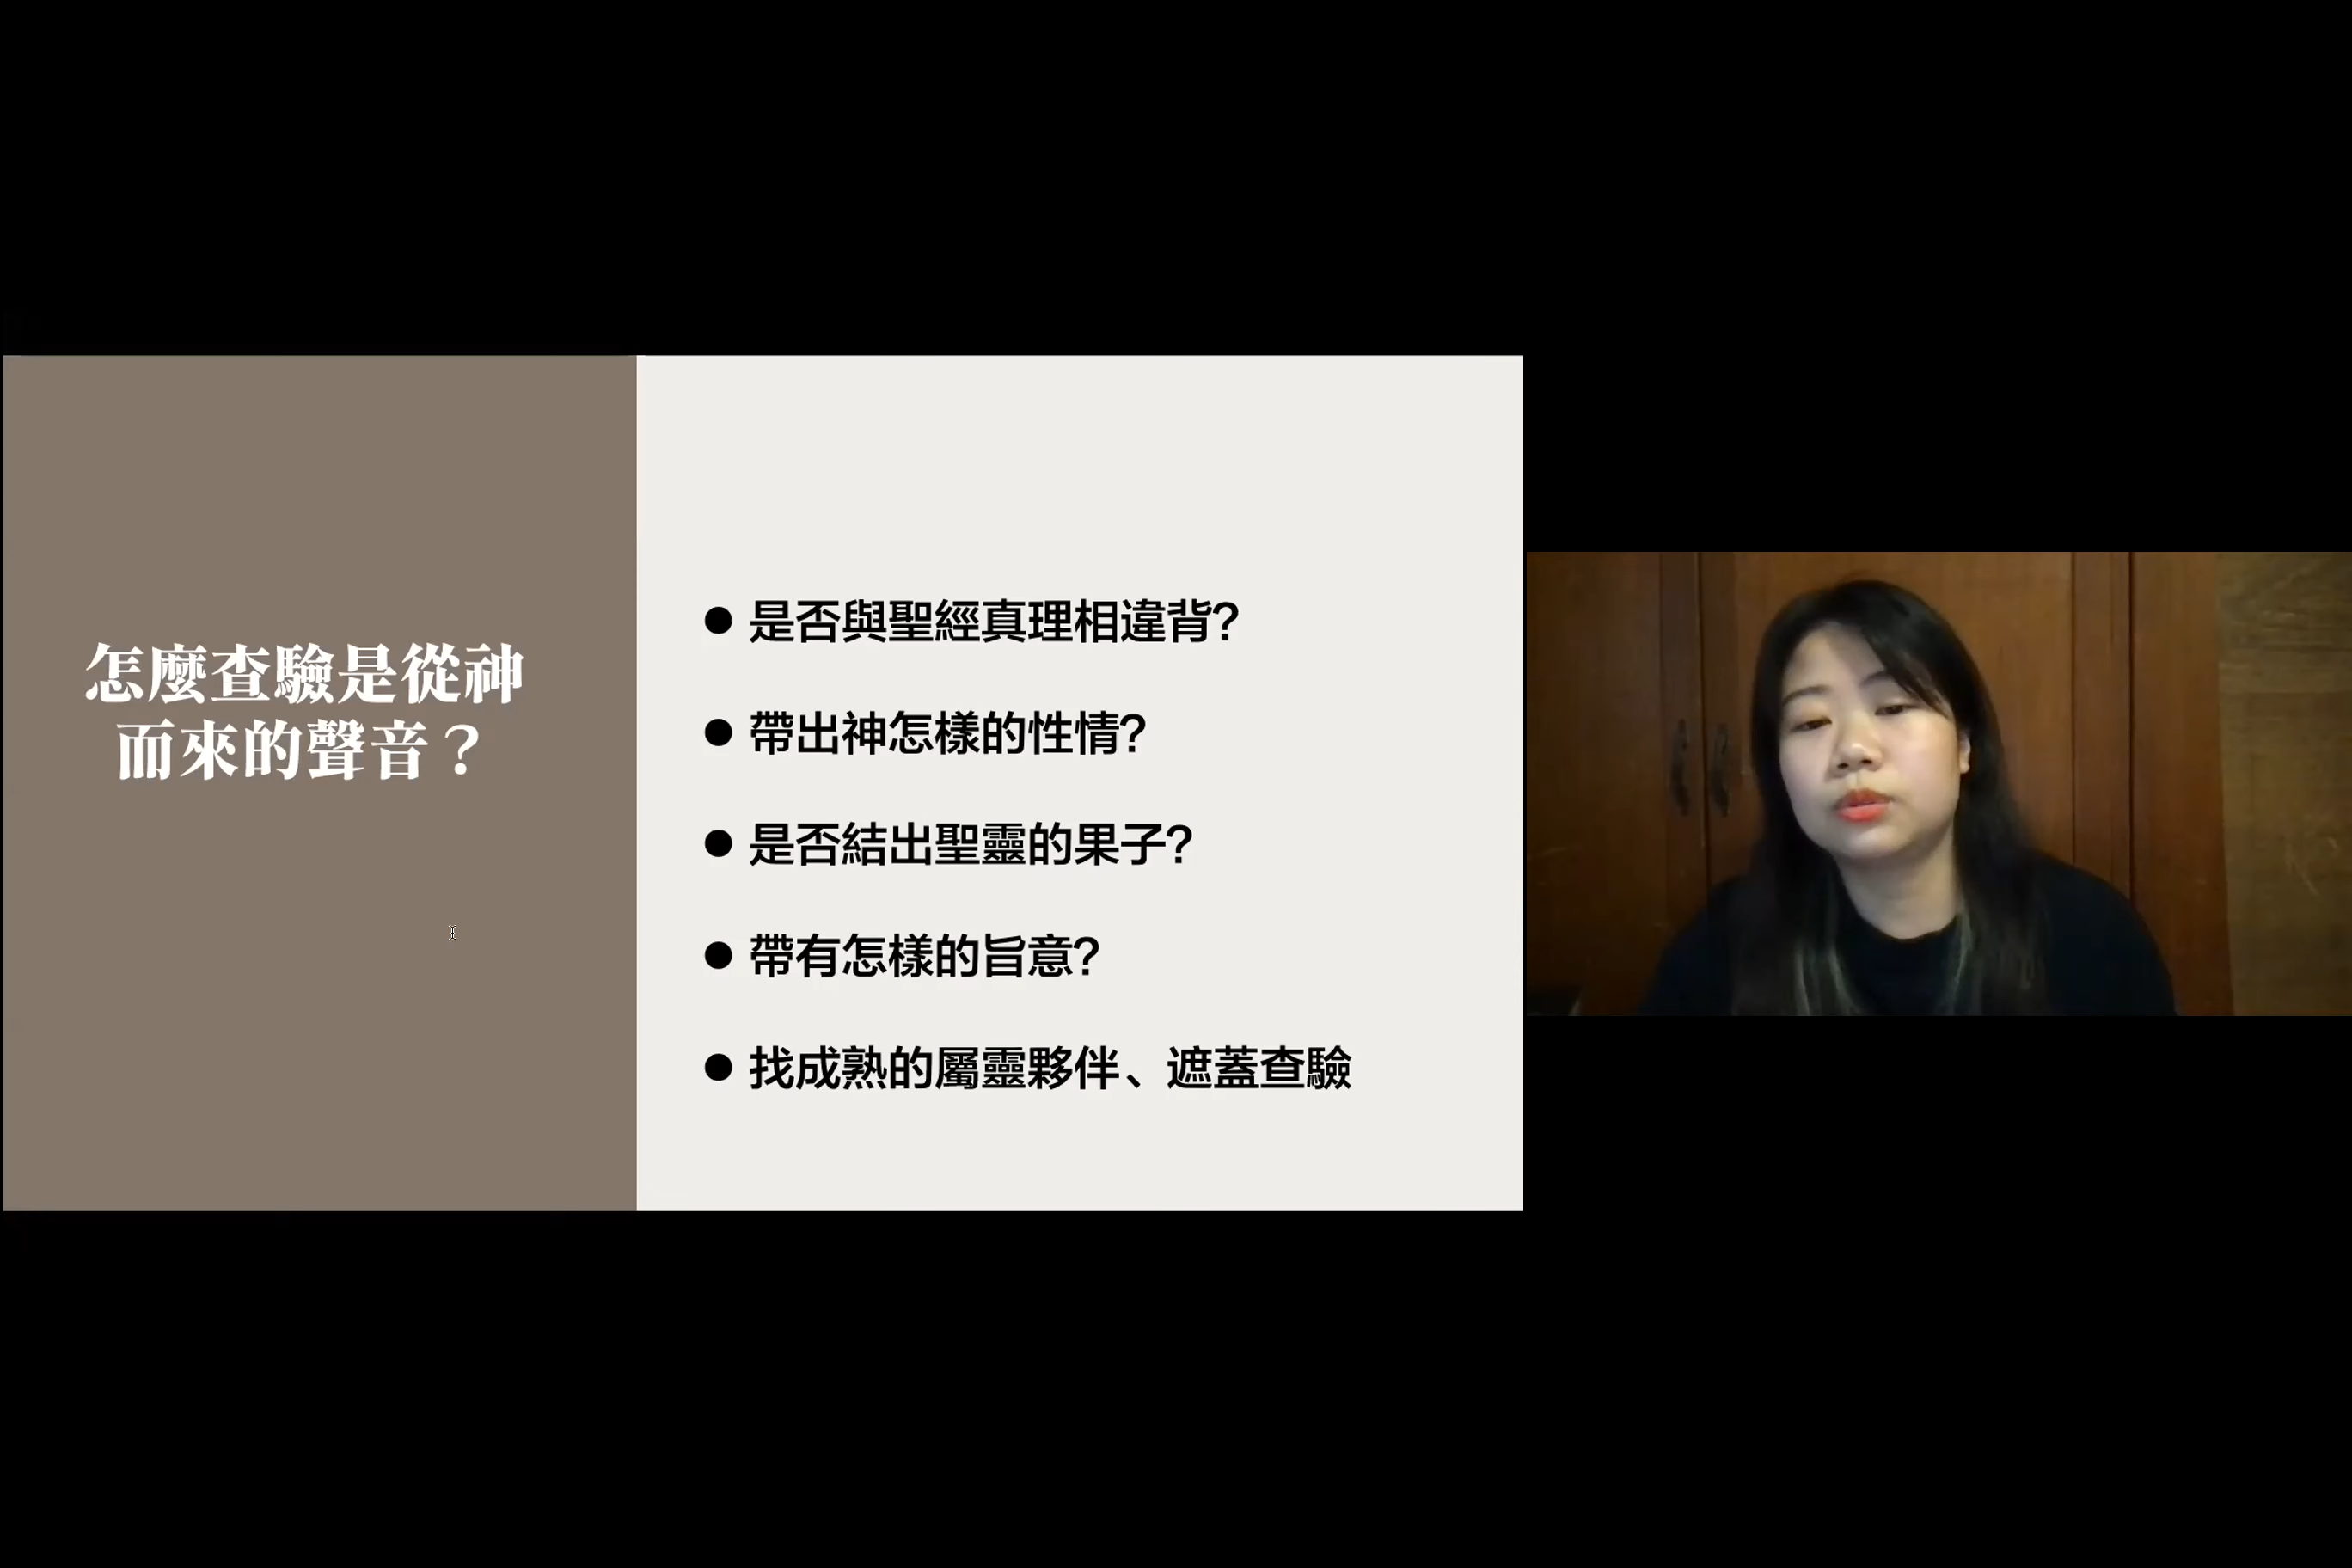 怎麼查驗是從神
而來的聲音？
● 是否與聖經真理相違背?
● 帶出神怎樣的性情?
● 是否結出聖靈的果子?
● 帶有怎樣的旨意?
● 找成熟的屬靈夥伴、遮蓋查驗